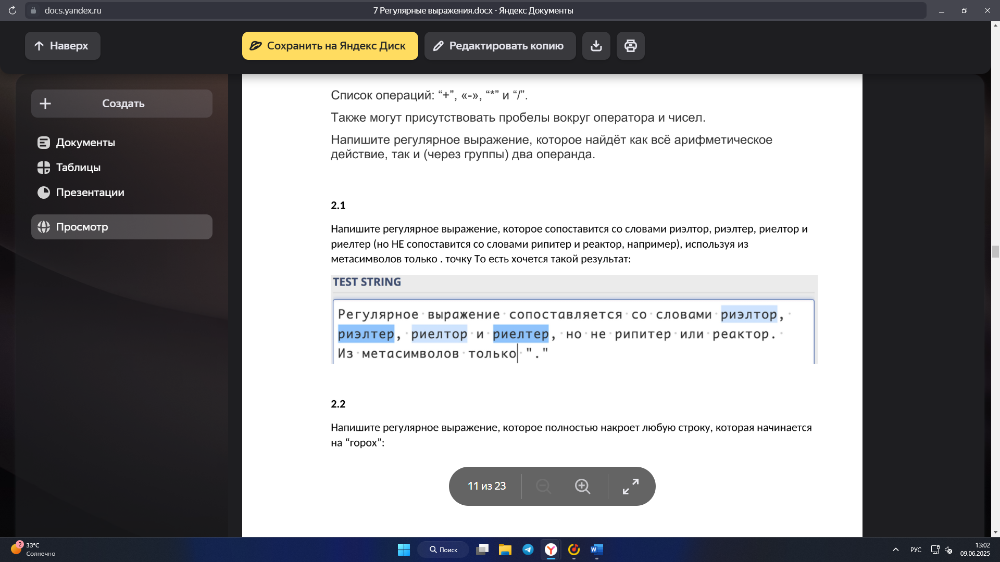 docs.yandex.ru
7 Регулярные выражения.docx - Яндекс Документы
Наверх
Сохранить на Яндекс Диск
Редактировать копию
Создать
Документы
Таблицы
Презентации
Просмотр
Список операций: “+”, «-», “*” и “/”.
Также могут присутствовать пробелы вокруг оператора и чисел.
Напишите регулярное выражение, которое найдёт как всё арифметическое
действие, так и (через группы) два операнда.
2.1
Напишите регулярное выражение, которое сопоставится со словами риэлтор, риэлтер, риелтор и
риелтер (но НЕ сопоставится со словами рипитер и реактор, например), используя из
метасимволов только . точку То есть хочется такой результат:
TEST STRING
Регулярное·выражение·сопоставляется·со·словами·риэлтор,·
риэлтер,·риелтор·и·риелтер,·но·не·рипитер·или·реактор.·
Из·метасимволов·только·"."
2.2
Напишите регулярное выражение, которое полностью накроет любую строку, которая начинается
на “горох”:
11 из 23
2
33°C
Солнечно
Поиск
РУС
13:02
09.06.2025